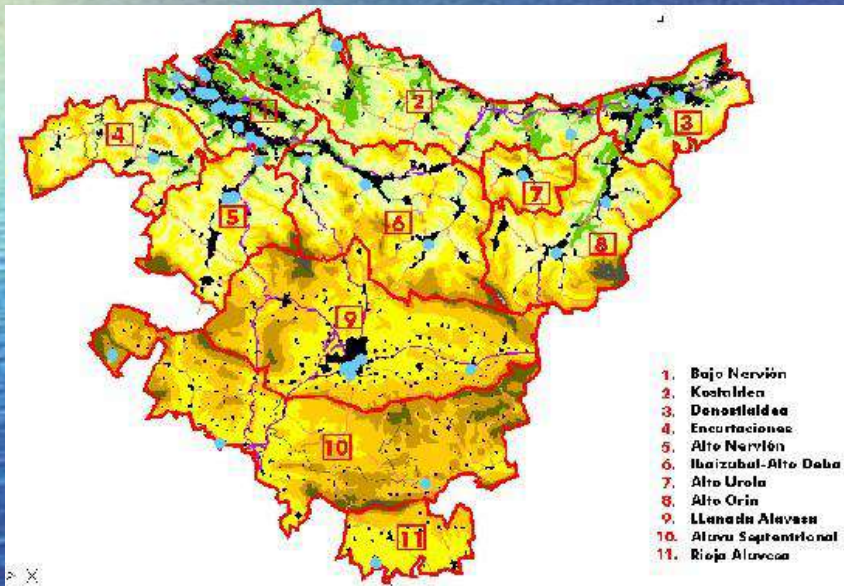 1
2
3
4
5
6
7
8
9
10
11
1. Bajo Nervión
2. Kostaldea
3. Donostialdea
4. Encartaciones
5. Alto Nervión
6. Ibaizabal-Alto Deba
7. Alto Urola
8. Alto Oria
9. LLanada Alavesa
10. Alava Septentrional
11. Rioja Alavesa